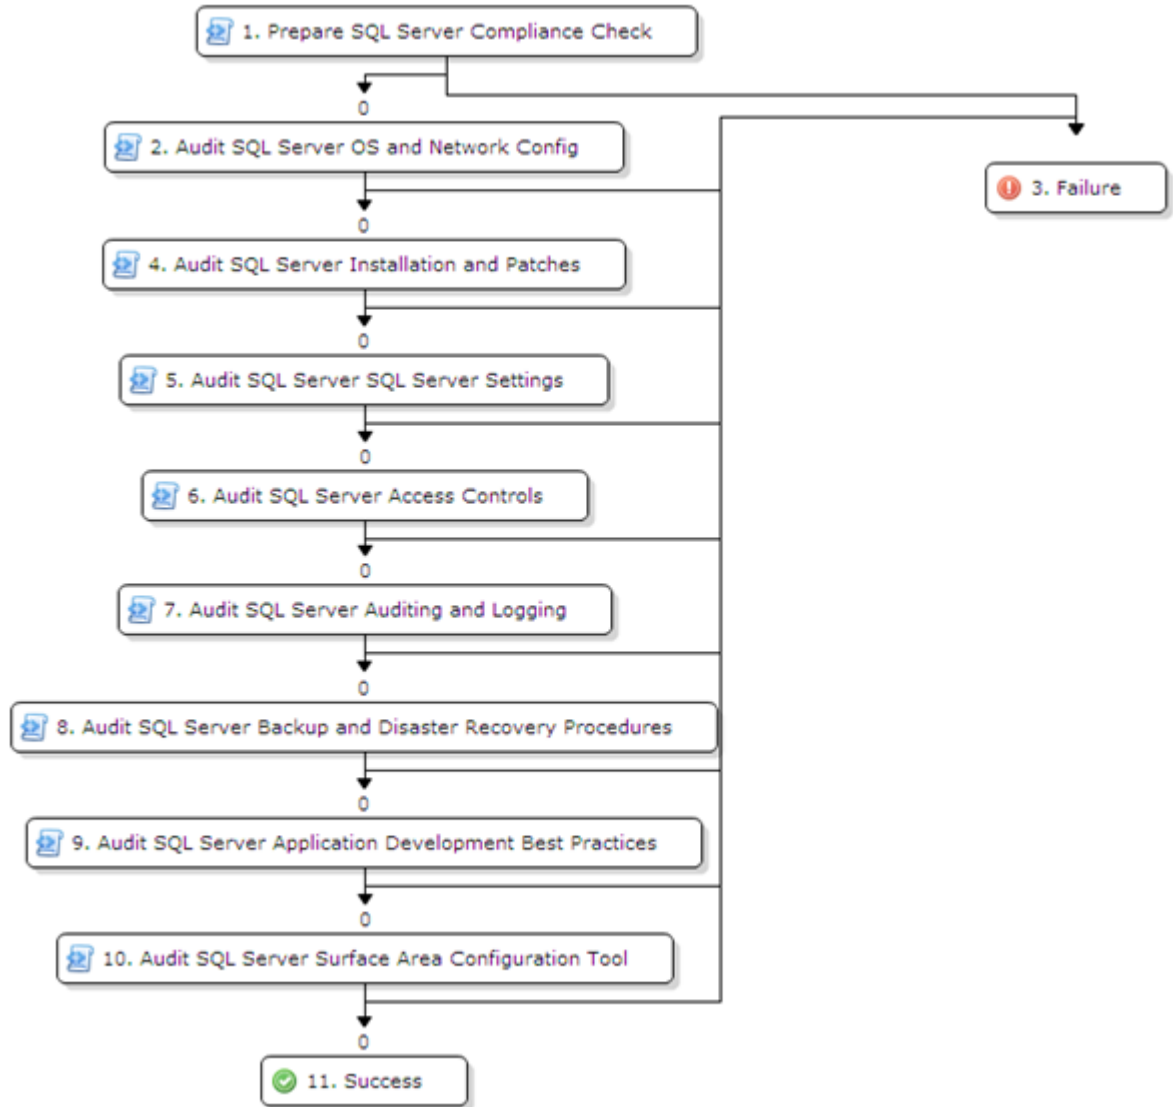 1. Prepare SQL Server Compliance Check
0
2. Audit SQL Server OS and Network Config
3. Failure
0
4. Audit SQL Server Installation and Patches
0
5. Audit SQL Server SQL Server Settings
0
6. Audit SQL Server Access Controls
0
7. Audit SQL Server Auditing and Logging
0
8. Audit SQL Server Backup and Disaster Recovery Procedures
0
9. Audit SQL Server Application Development Best Practices
0
10. Audit SQL Server Surface Area Configuration Tool
0
11. Success